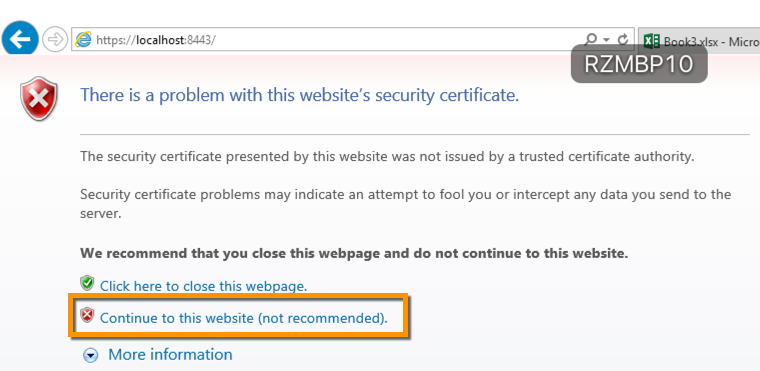 https://localhost:8443/
Book3.xlsx - Micro
RZMBP10
There is a problem with this website's security certificate.
The security certificate presented by this website was not issued by a trusted certificate authority.
Security certificate problems may indicate an attempt to fool you or intercept any data you send to the
server.
We recommend that you close this webpage and do not continue to this website.
Click here to close this webpage.
Continue to this website (not recommended).
More information